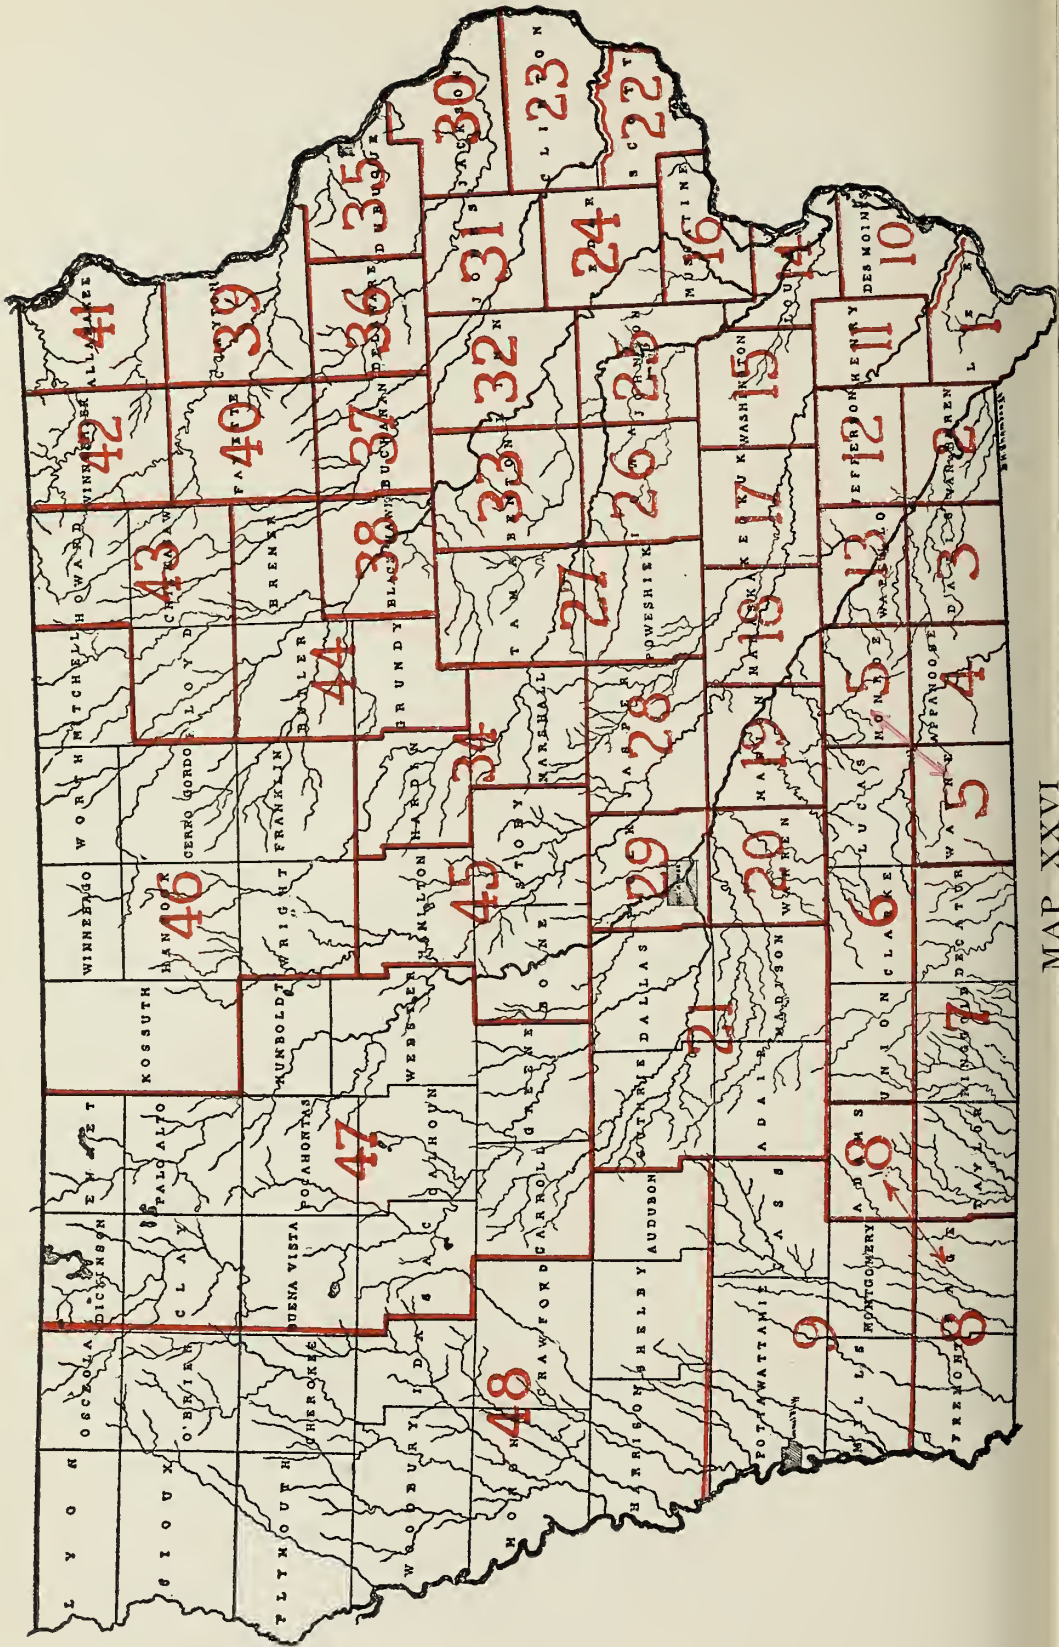 LYON
OSCEOLA
DICKINSON
EMMET
KOSSUTH
WINNEBAGO
WORTH
MITCHELL
HOWARD
WINNESHIEK
42
ALLAMAKEE
41
SIOUX
O'BRIEN
CLAY
PALO ALTO
HANCOCK
46
CERRO GORDO
FLOYD
43
CHICKASAW
FAYETTE
40
CLAYTON
39
PLYMOUTH
CHEROKEE
BUENA VISTA
POCAHONTAS
HUMBOLDT
WRIGHT
FRANKLIN
BUTLER
44
BREMER
47
WOODBURY
IDA
SAC
CALHOUN
WEBSTER
HAMILTON
HARDIN
34
GRUNDY
BLACK HAWK
38
BUCHANAN
37
DELAWARE
36
DUBUQUE
35
MONONA
48
CRAWFORD
CARROLL
GREENE
BOONE
45
STORY
MARSHALL
TAMA
BENTON
33
LINN
32
JONES
31
JACKSON
30
CLINTON
23
HARRISON
SHELBY
AUDUBON
GUTHRIE
DALLAS
29
JASPER
28
27
POWESHIEK
IOWA
26
JOHNSON
25
CEDAR
24
SCOTT
22
MUSCATINE
16
POTTAWATTAMIE
CASS
ADAIR
21
MADISON
20
WARREN
19
MARION
18
MAHASKA
17
KEOKUK
15
WASHINGTON
14
LOUISA
9
MILLS
MONTGOMERY
ADAMS
8
UNION
CLARKE
6
LUCAS
MONROE
5
13
WAPELLO
12
JEFFERSON
11
HENRY
10
DES MOINES
FREMONT
8
PAGE
TAYLOR
RINGGOLD
7
DECATUR
WAYNE
5
APPANOOSE
4
DAVIS
3
VAN BUREN
2
LEE
1
MAP XXVI